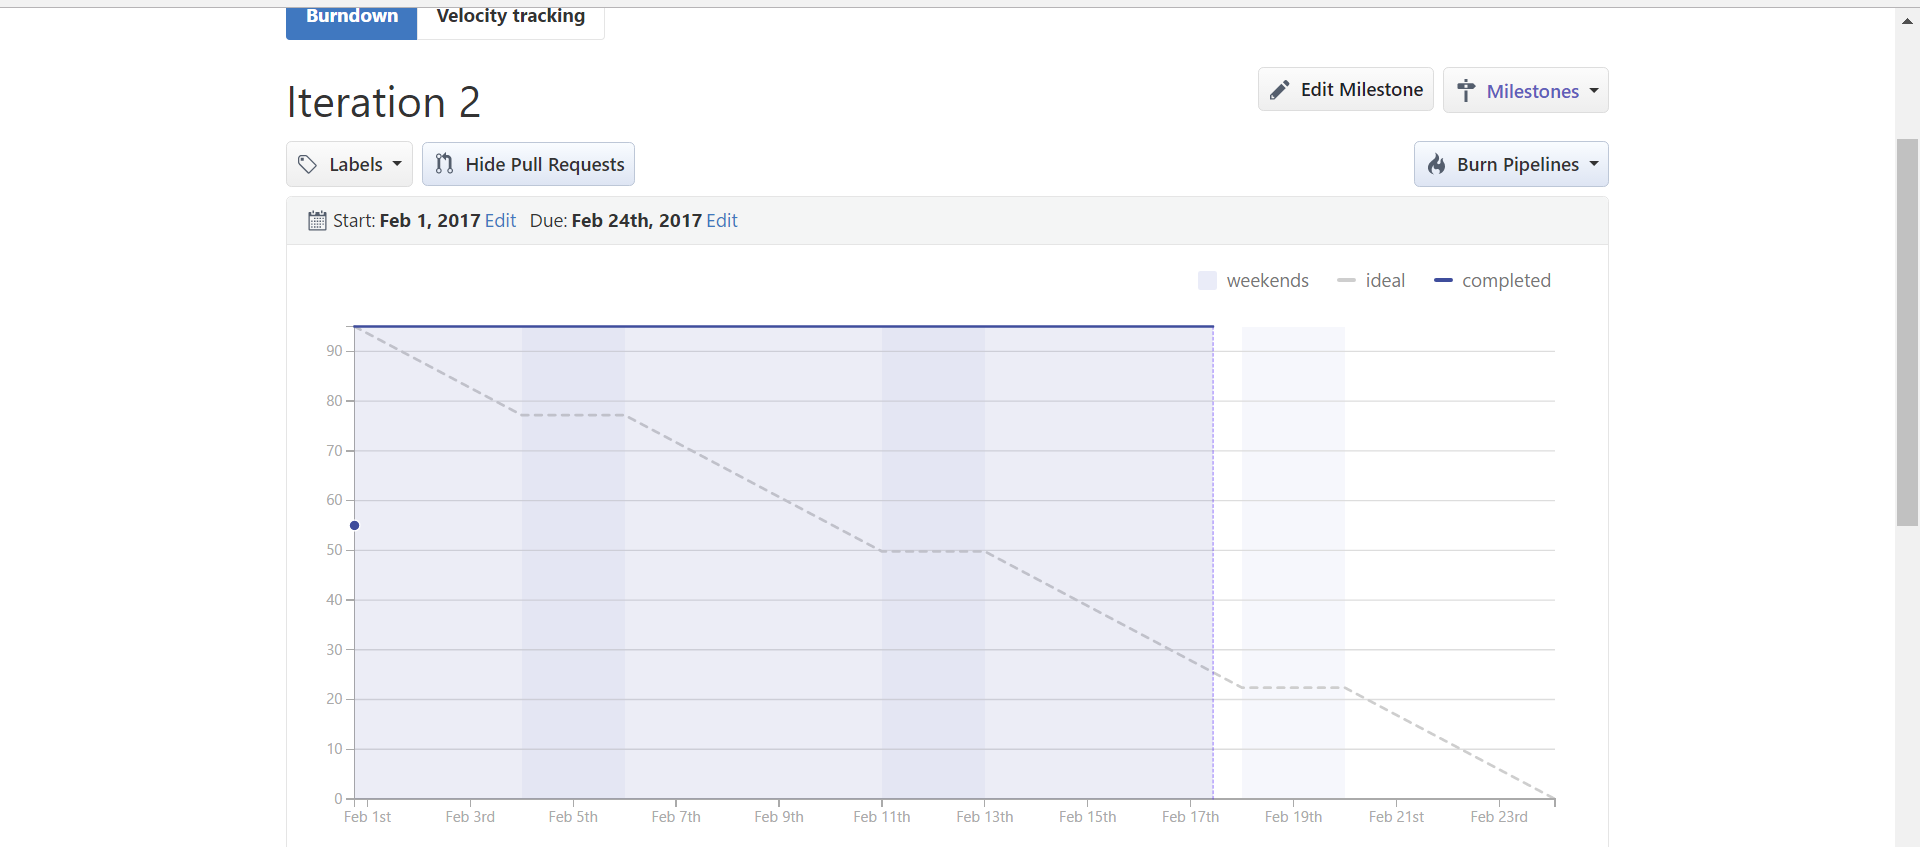 Burndown Velocity tracking
Iteration 2
Edit Milestone Milestones
Labels Hide Pull Requests Burn Pipelines
Start: Feb 1, 2017 Edit Due: Feb 24th, 2017 Edit
weekends ideal completed
90
80
70
60
50
40
30
20
10
0
Feb 1st Feb 3rd Feb 5th Feb 7th Feb 9th Feb 11th Feb 13th Feb 15th Feb 17th Feb 19th Feb 21st Feb 23rd